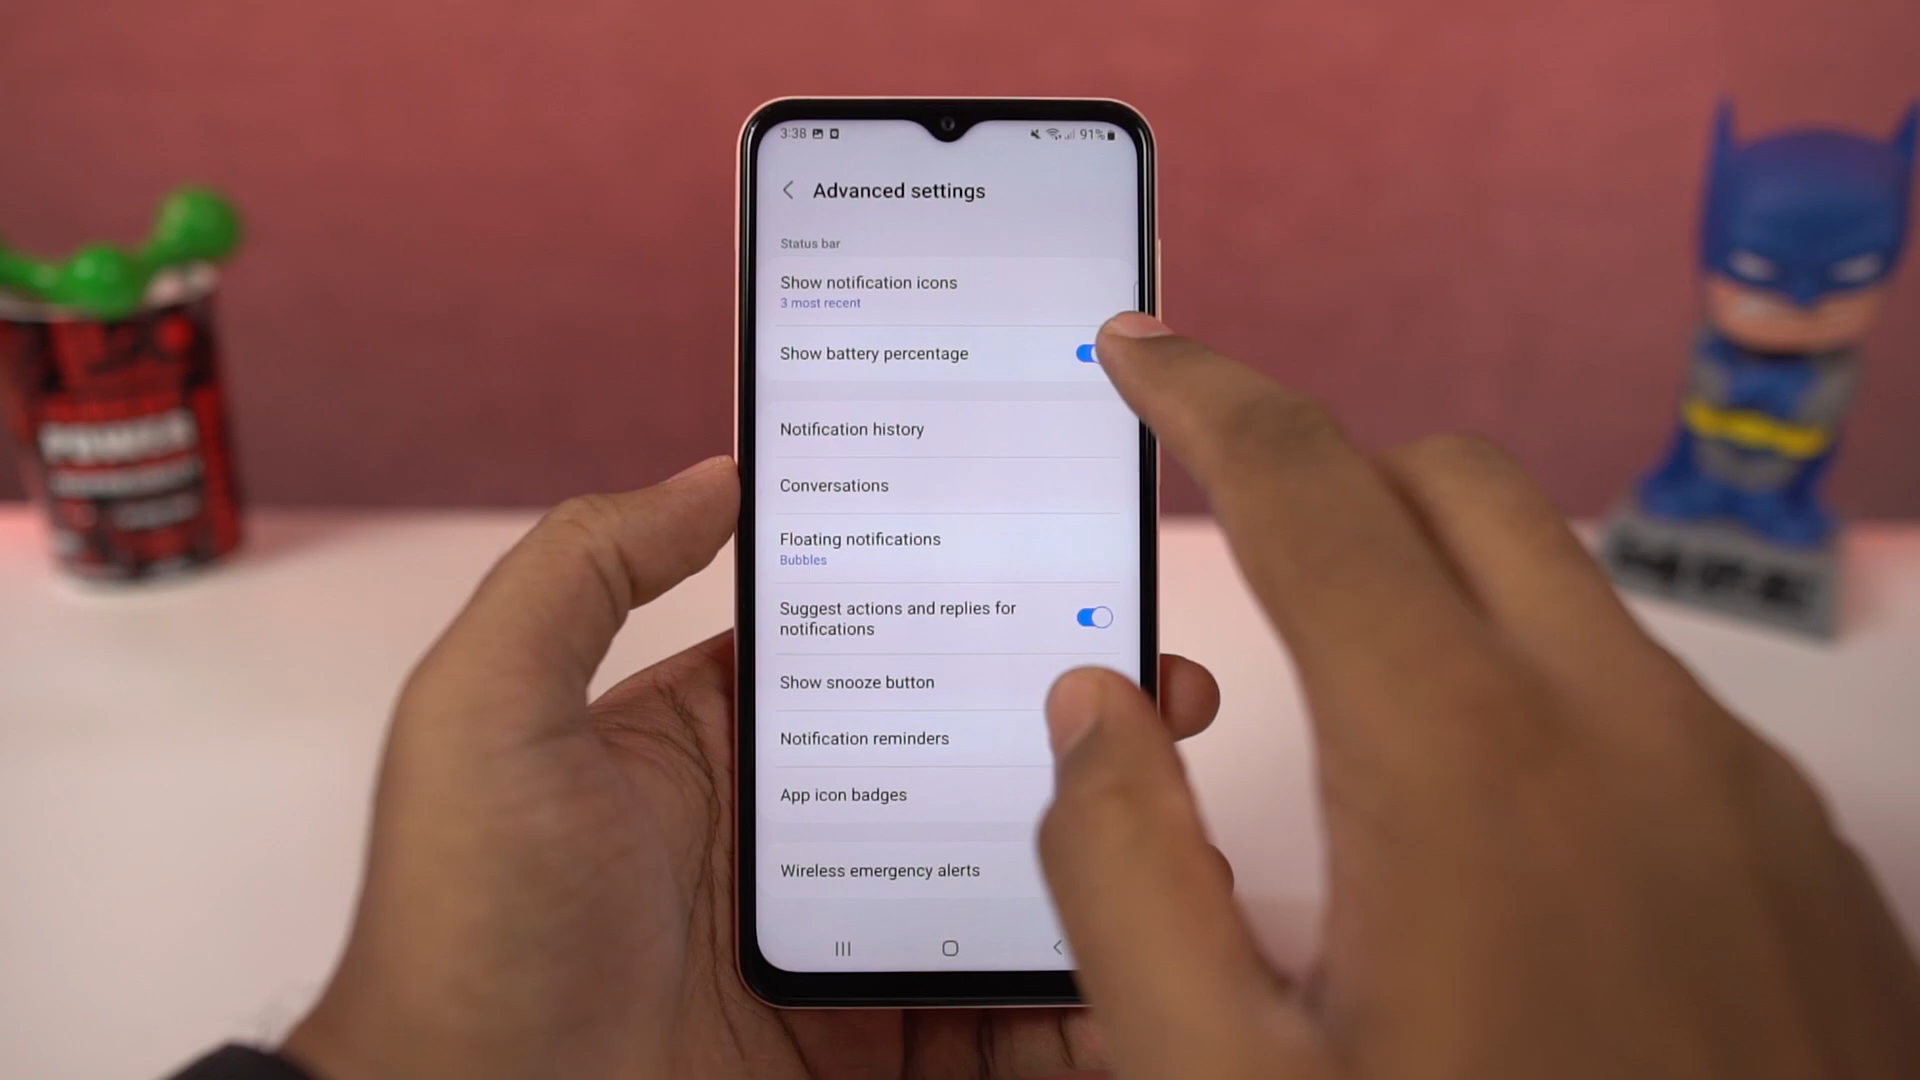 3:38
91%
Advanced settings
Status bar
Show notification icons
3 most recent
Show battery percentage
Notification history
Conversations
Floating notifications
Bubbles
Suggest actions and replies for
notifications
Show snooze button
Notification reminders
App icon badges
Wireless emergency alerts
POWER